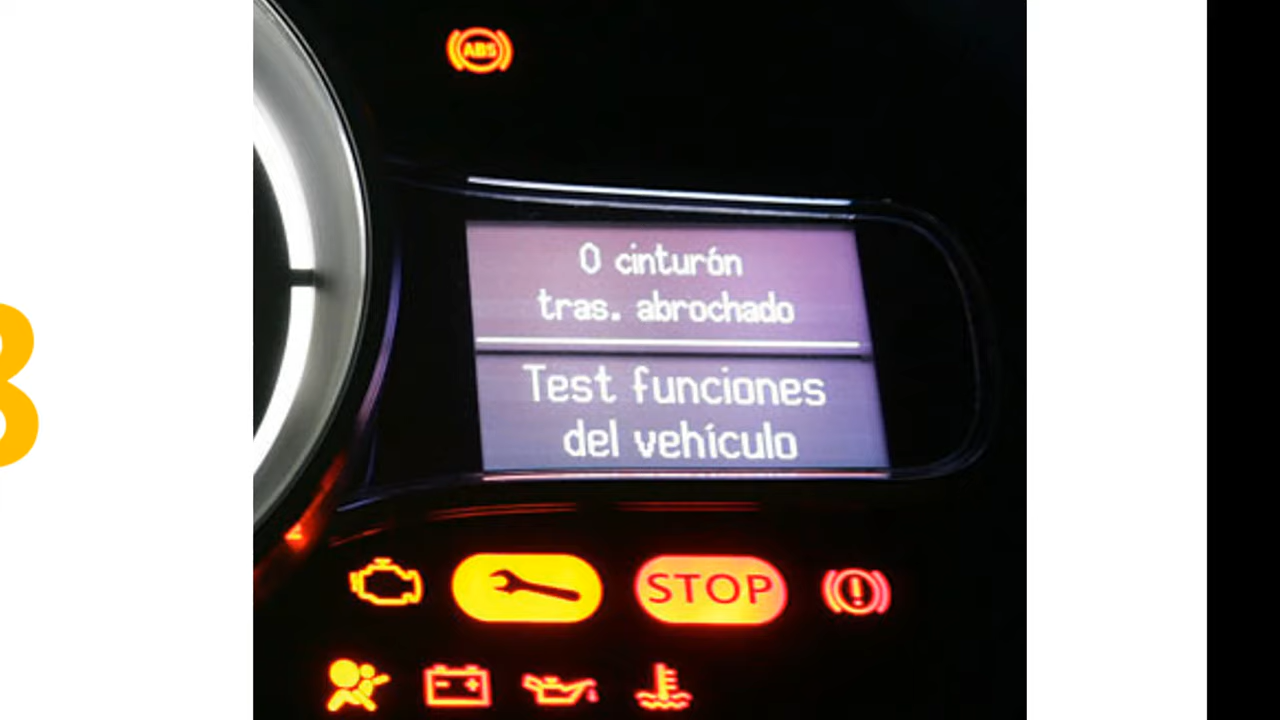 ABS
0 cinturón
tras. abrochado
Test funciones
del vehículo
STOP